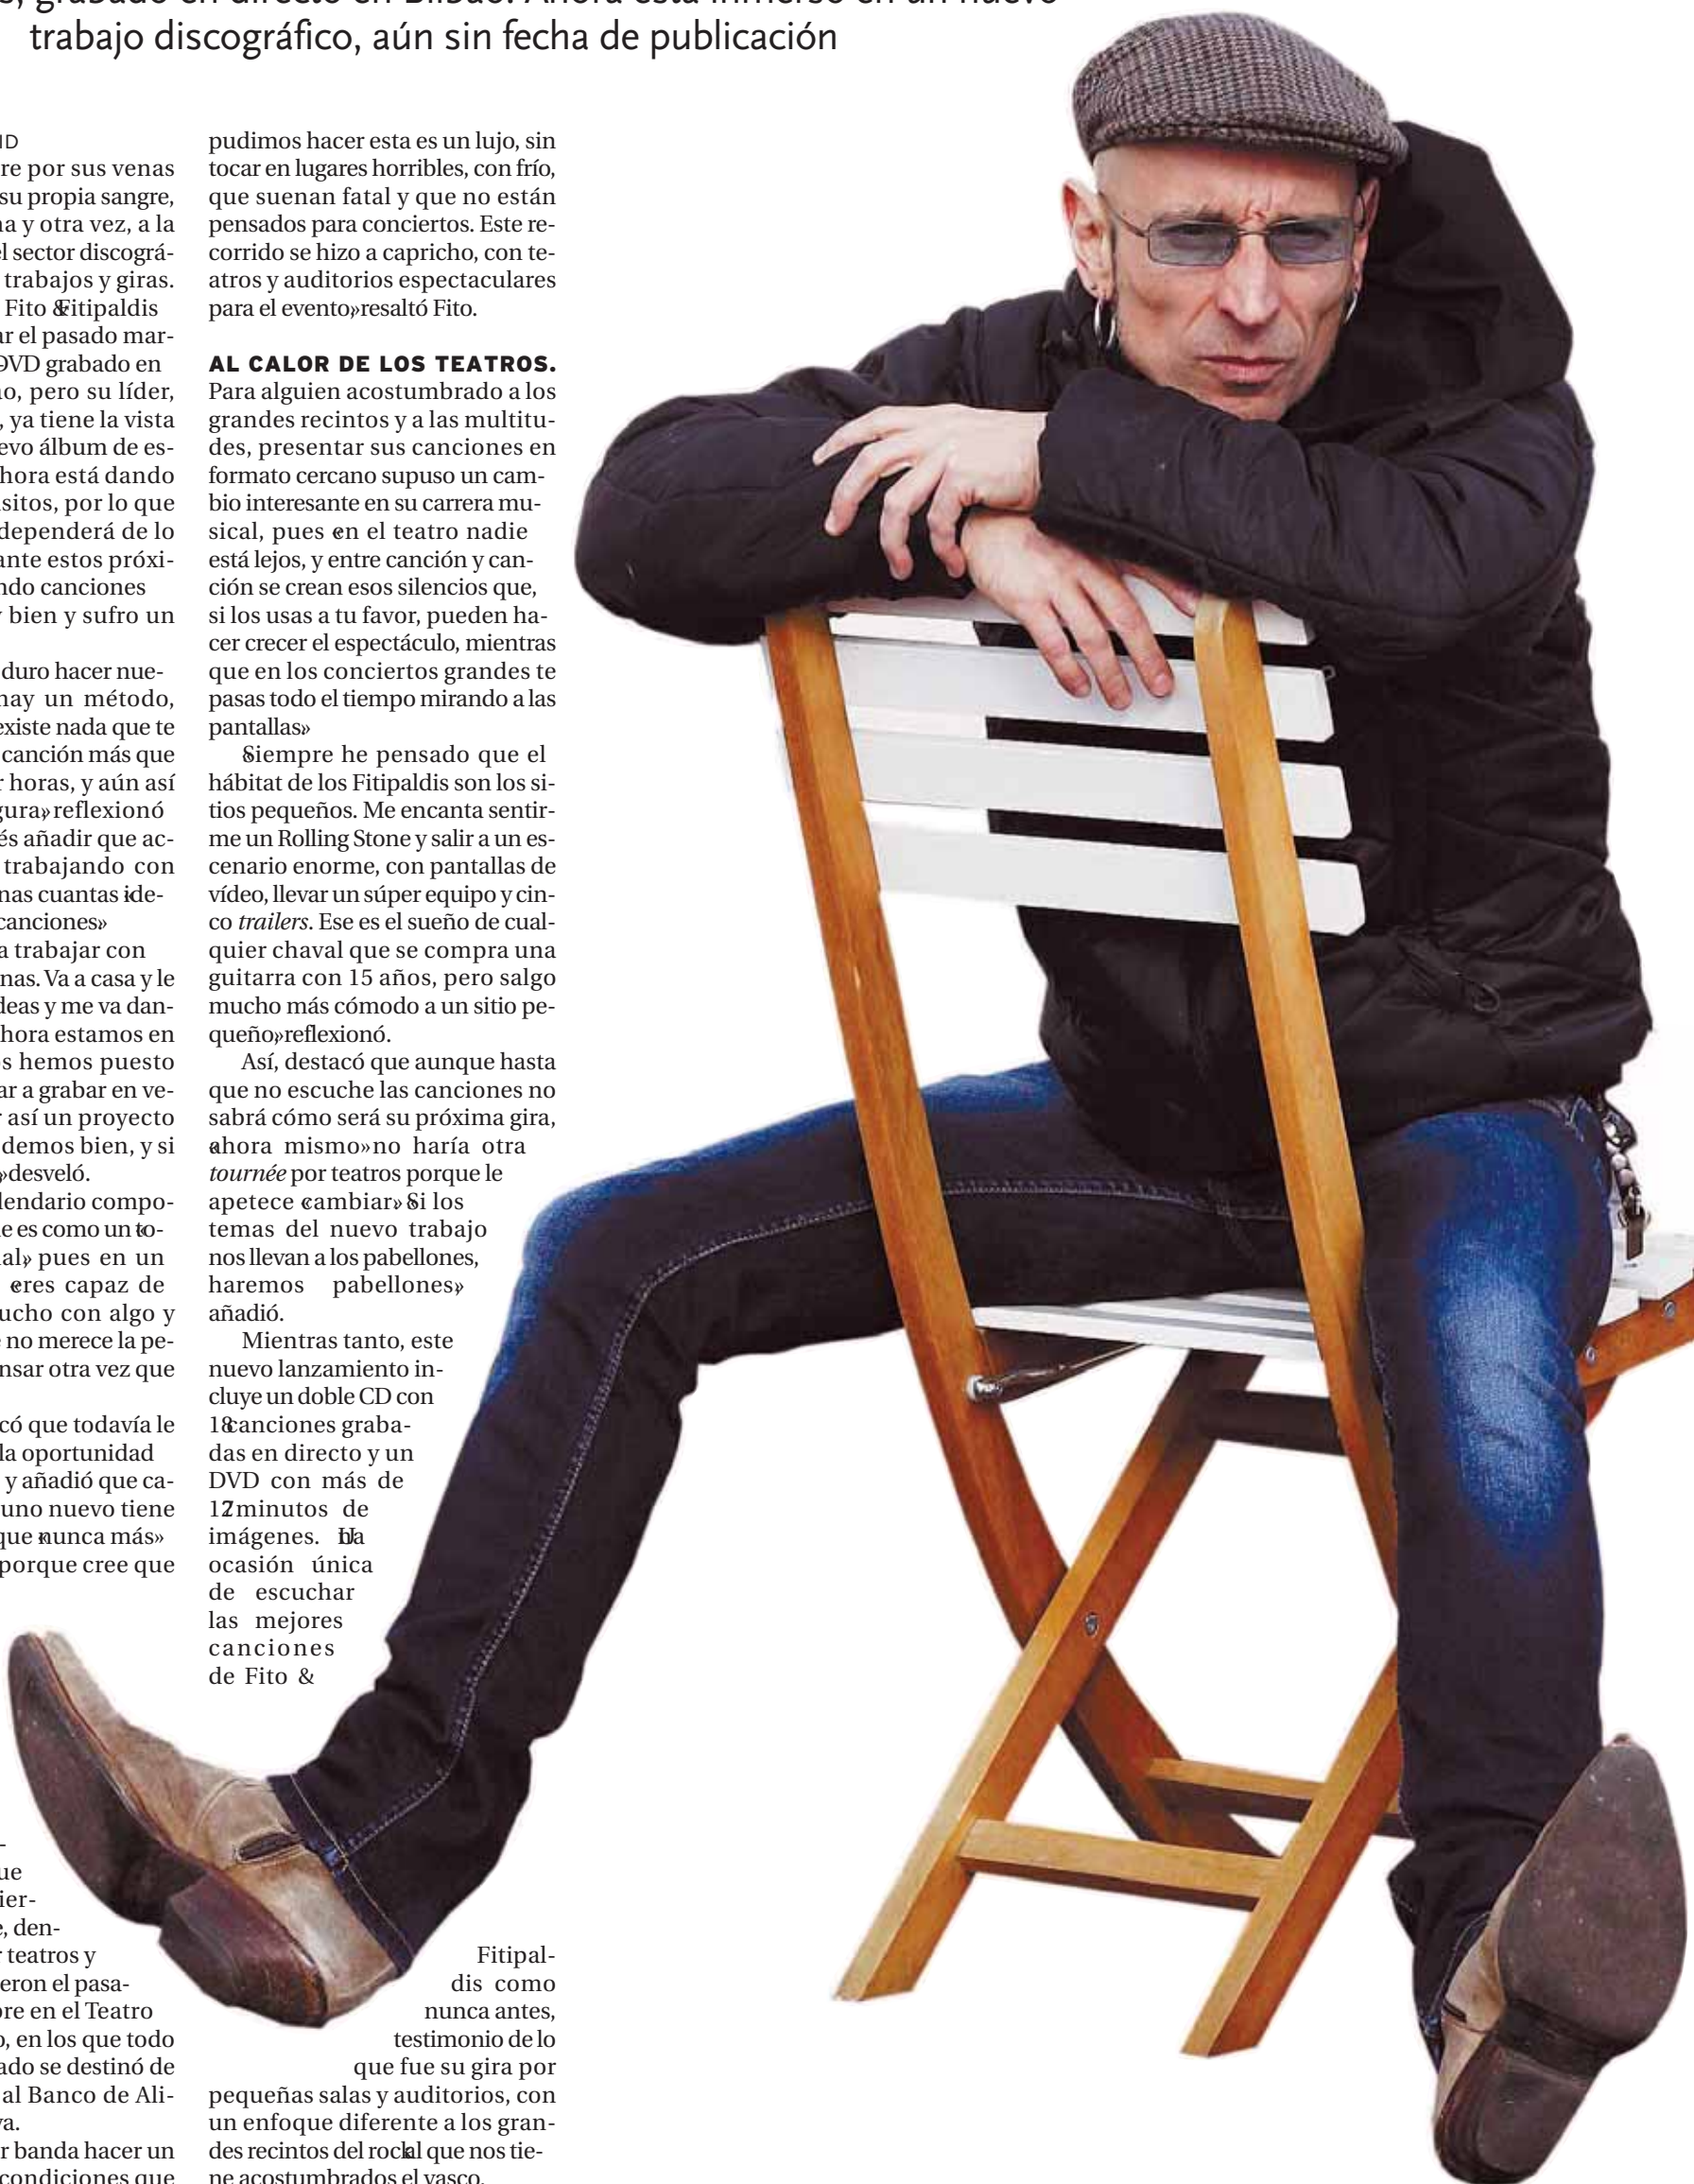 trabajo discográfico, aún sin fecha de publicación
re por sus venas
su propia sangre,
na y otra vez, a la
el sector discográ-
trabajos y giras.
Fito &Fitipaldis
ar el pasado mar-
DVD grabado en
no, pero su líder,
, ya tiene la vista
evo álbum de es-
hora está dando
sitos, por lo que
dependerá de lo
ante estos próxi-
ndo canciones
bien y sufro un
duro hacer nue-
hay un método,
existe nada que te
canción más que
r horas, y aún así
gura» reflexionó
és añadir que ac-
trabajando con
nas cuantas «ide-
canciones»
a trabajar con
nas. Va a casa y le
deas y me va dan-
hora estamos en
os hemos puesto
ar a grabar en ve-
r así un proyecto
demos bien, y si
» desveló.
lendario compo-
e es como un «to-
al» pues en un
«eres capaz de
ucho con algo y
e no merece la pe-
nsar otra vez que
có que todavía le
la oportunidad
y añadió que ca-
uno nuevo tiene
que «nunca más»
porque cree que
-
ue
ier-
e, den-
r teatros y
eron el pasa-
bre en el Teatro
o, en los que todo
ado se destinó de
al Banco de Ali-
ya.
r banda hacer un
condiciones que
pudimos hacer esta es un lujo, sin
tocar en lugares horribles, con frío,
que suenan fatal y que no están
pensados para conciertos. Este re-
corrido se hizo a capricho, con te-
atros y auditorios espectaculares
para el evento» resaltó Fito.
AL CALOR DE LOS TEATROS.
Para alguien acostumbrado a los
grandes recintos y a las multitu-
des, presentar sus canciones en
formato cercano supuso un cam-
bio interesante en su carrera mu-
sical, pues «en el teatro nadie
está lejos, y entre canción y can-
ción se crean esos silencios que,
si los usas a tu favor, pueden ha-
cer crecer el espectáculo, mientras
que en los conciertos grandes te
pasas todo el tiempo mirando a las
pantallas»
«Siempre he pensado que el
hábitat de los Fitipaldis son los si-
tios pequeños. Me encanta sentir-
me un Rolling Stone y salir a un es-
cenario enorme, con pantallas de
vídeo, llevar un súper equipo y cin-
co trailers. Ese es el sueño de cual-
quier chaval que se compra una
guitarra con 15 años, pero salgo
mucho más cómodo a un sitio pe-
queño» reflexionó.
Así, destacó que aunque hasta
que no escuche las canciones no
sabrá cómo será su próxima gira,
«ahora mismo» no haría otra
tournée por teatros porque le
apetece «cambiar» «Si los
temas del nuevo trabajo
nos llevan a los pabellones,
haremos pabellones»
añadió.
Mientras tanto, este
nuevo lanzamiento in-
cluye un doble CD con
18 canciones graba-
das en directo y un
DVD con más de
minutos de
imágenes.
ocasión única
de escuchar
las mejores
canciones
de Fito &
Fitipal-
dis como
nunca antes,
testimonio de lo
que fue su gira por
pequeñas salas y auditorios, con
un enfoque diferente a los gran-
des recintos del rock al que nos tie-
ne acostumbrados el vasco.